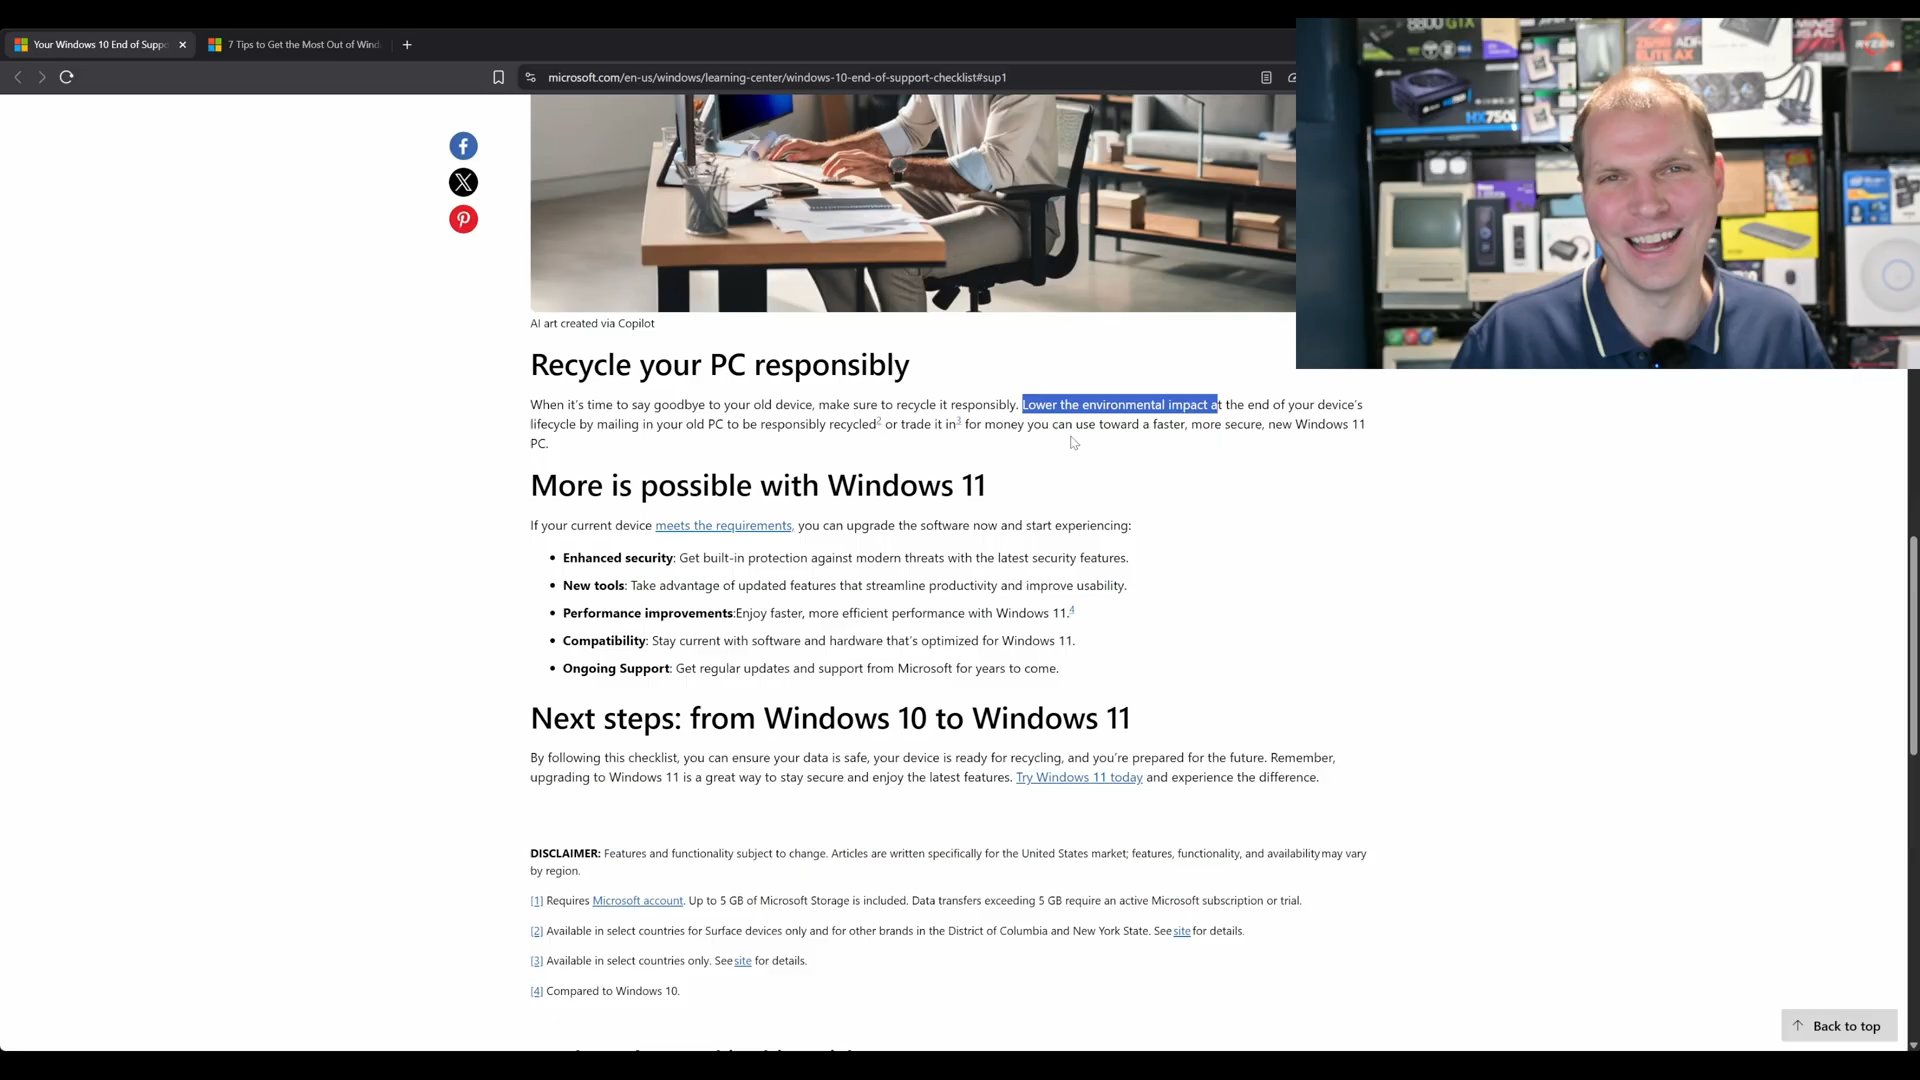 Your Windows 10 End of Suppo
7 Tips to Get the Most Out of Wind
microsoft.com/en-us/windows/learning-center/windows-10-end-of-support-checklist#sup1
8800 GTX
HX750i
RYZEN
AI art created via Copilot
Recycle your PC responsibly
When it's time to say goodbye to your old device, make sure to recycle it responsibly. Lower the environmental impact at the end of your device's
lifecycle by mailing in your old PC to be responsibly recycled2 or trade it in3 for money you can use toward a faster, more secure, new Windows 11
PC.
More is possible with Windows 11
If your current device meets the requirements, you can upgrade the software now and start experiencing:
• Enhanced security: Get built-in protection against modern threats with the latest security features.
• New tools: Take advantage of updated features that streamline productivity and improve usability.
• Performance improvements:Enjoy faster, more efficient performance with Windows 11.4
• Compatibility: Stay current with software and hardware that's optimized for Windows 11.
• Ongoing Support: Get regular updates and support from Microsoft for years to come.
Next steps: from Windows 10 to Windows 11
By following this checklist, you can ensure your data is safe, your device is ready for recycling, and you're prepared for the future. Remember,
upgrading to Windows 11 is a great way to stay secure and enjoy the latest features. Try Windows 11 today and experience the difference.
DISCLAIMER: Features and functionality subject to change. Articles are written specifically for the United States market; features, functionality, and availability may vary
by region.
[1] Requires Microsoft account. Up to 5 GB of Microsoft Storage is included. Data transfers exceeding 5 GB require an active Microsoft subscription or trial.
[2] Available in select countries for Surface devices only and for other brands in the District of Columbia and New York State. See site for details.
[3] Available in select countries only. See site for details.
[4] Compared to Windows 10.
Back to top